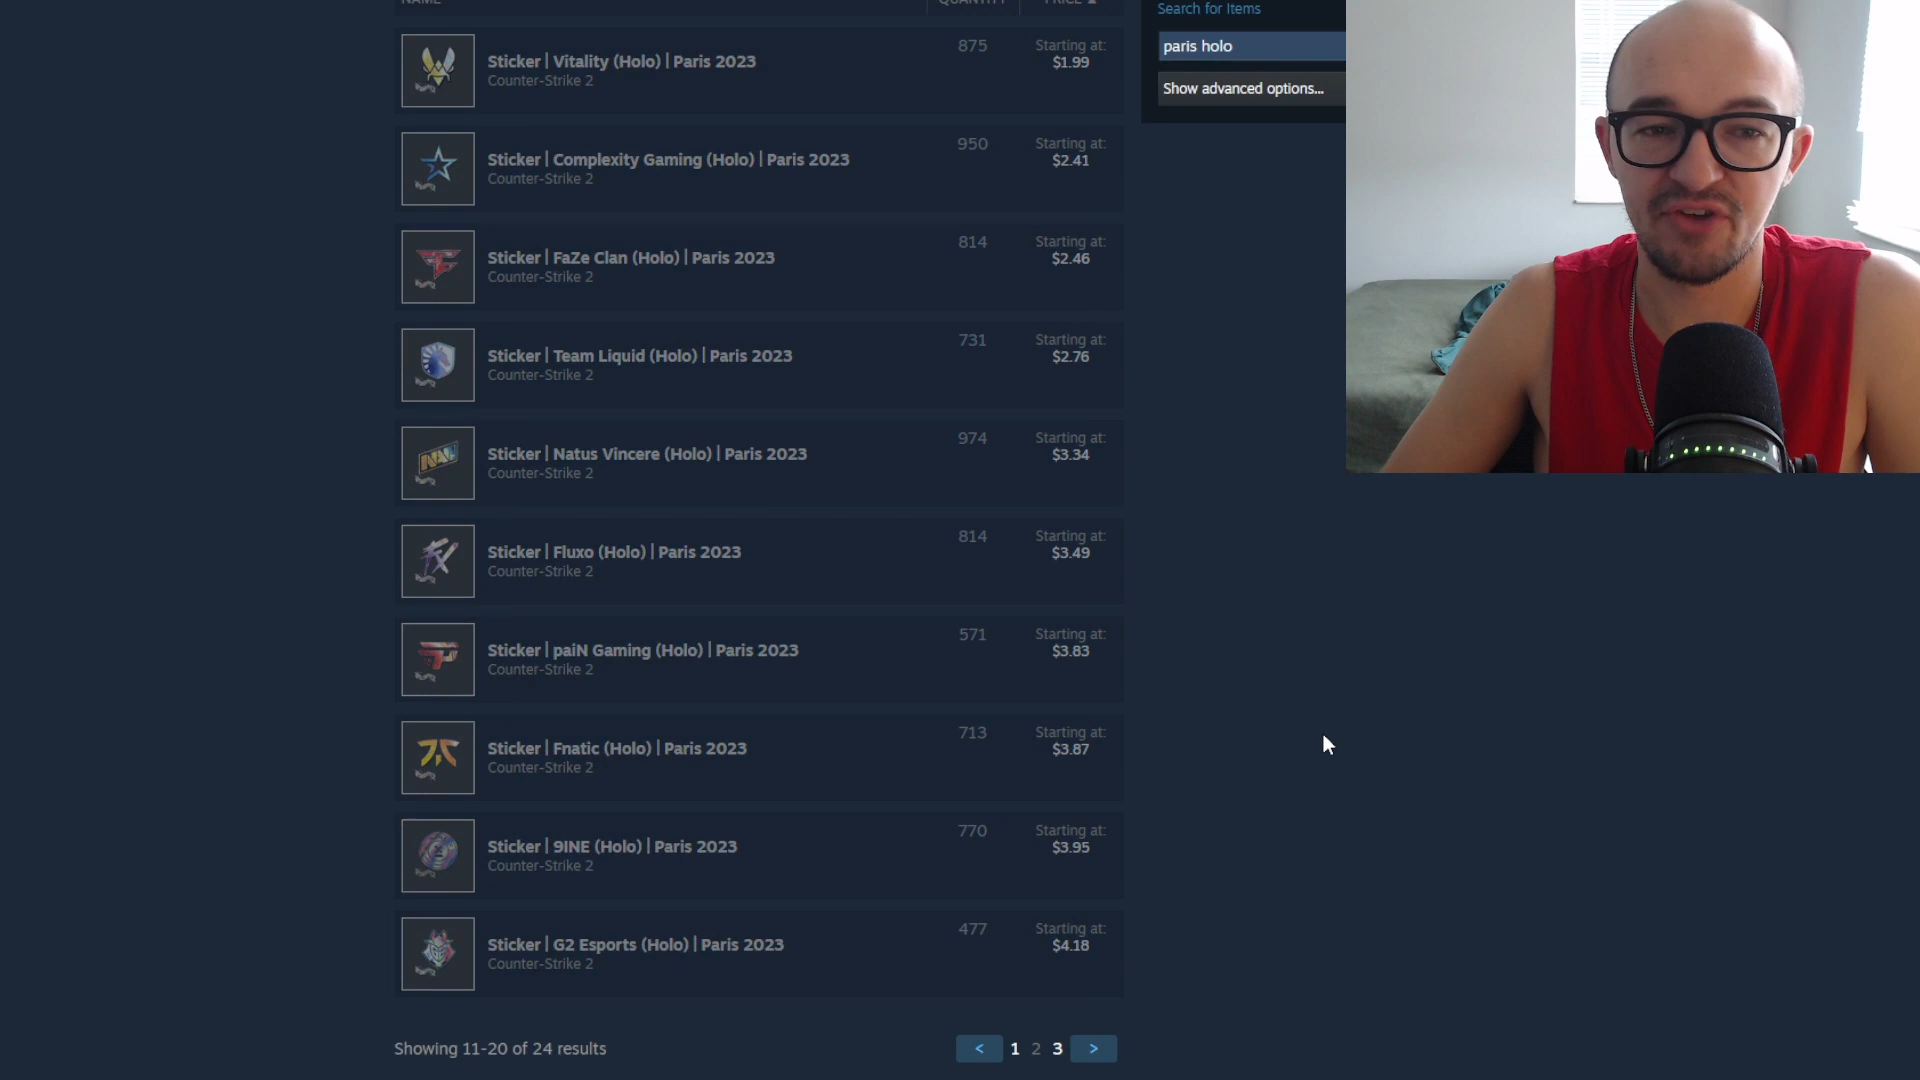 NAME QUANTITY PRICE ▲
Sticker | Vitality (Holo) | Paris 2023
Counter-Strike 2
875
Starting at:
$1.99
Sticker | Complexity Gaming (Holo) | Paris 2023
Counter-Strike 2
950
Starting at:
$2.41
Sticker | FaZe Clan (Holo) | Paris 2023
Counter-Strike 2
814
Starting at:
$2.46
Sticker | Team Liquid (Holo) | Paris 2023
Counter-Strike 2
731
Starting at:
$2.76
Sticker | Natus Vincere (Holo) | Paris 2023
Counter-Strike 2
974
Starting at:
$3.34
Sticker | Fluxo (Holo) | Paris 2023
Counter-Strike 2
814
Starting at:
$3.49
Sticker | paiN Gaming (Holo) | Paris 2023
Counter-Strike 2
571
Starting at:
$3.83
Sticker | Fnatic (Holo) | Paris 2023
Counter-Strike 2
713
Starting at:
$3.87
Sticker | 9INE (Holo) | Paris 2023
Counter-Strike 2
770
Starting at:
$3.95
Sticker | G2 Esports (Holo) | Paris 2023
Counter-Strike 2
477
Starting at:
$4.18
Showing 11-20 of 24 results
< 1 2 3 >
Search for Items
paris holo
Show advanced options...